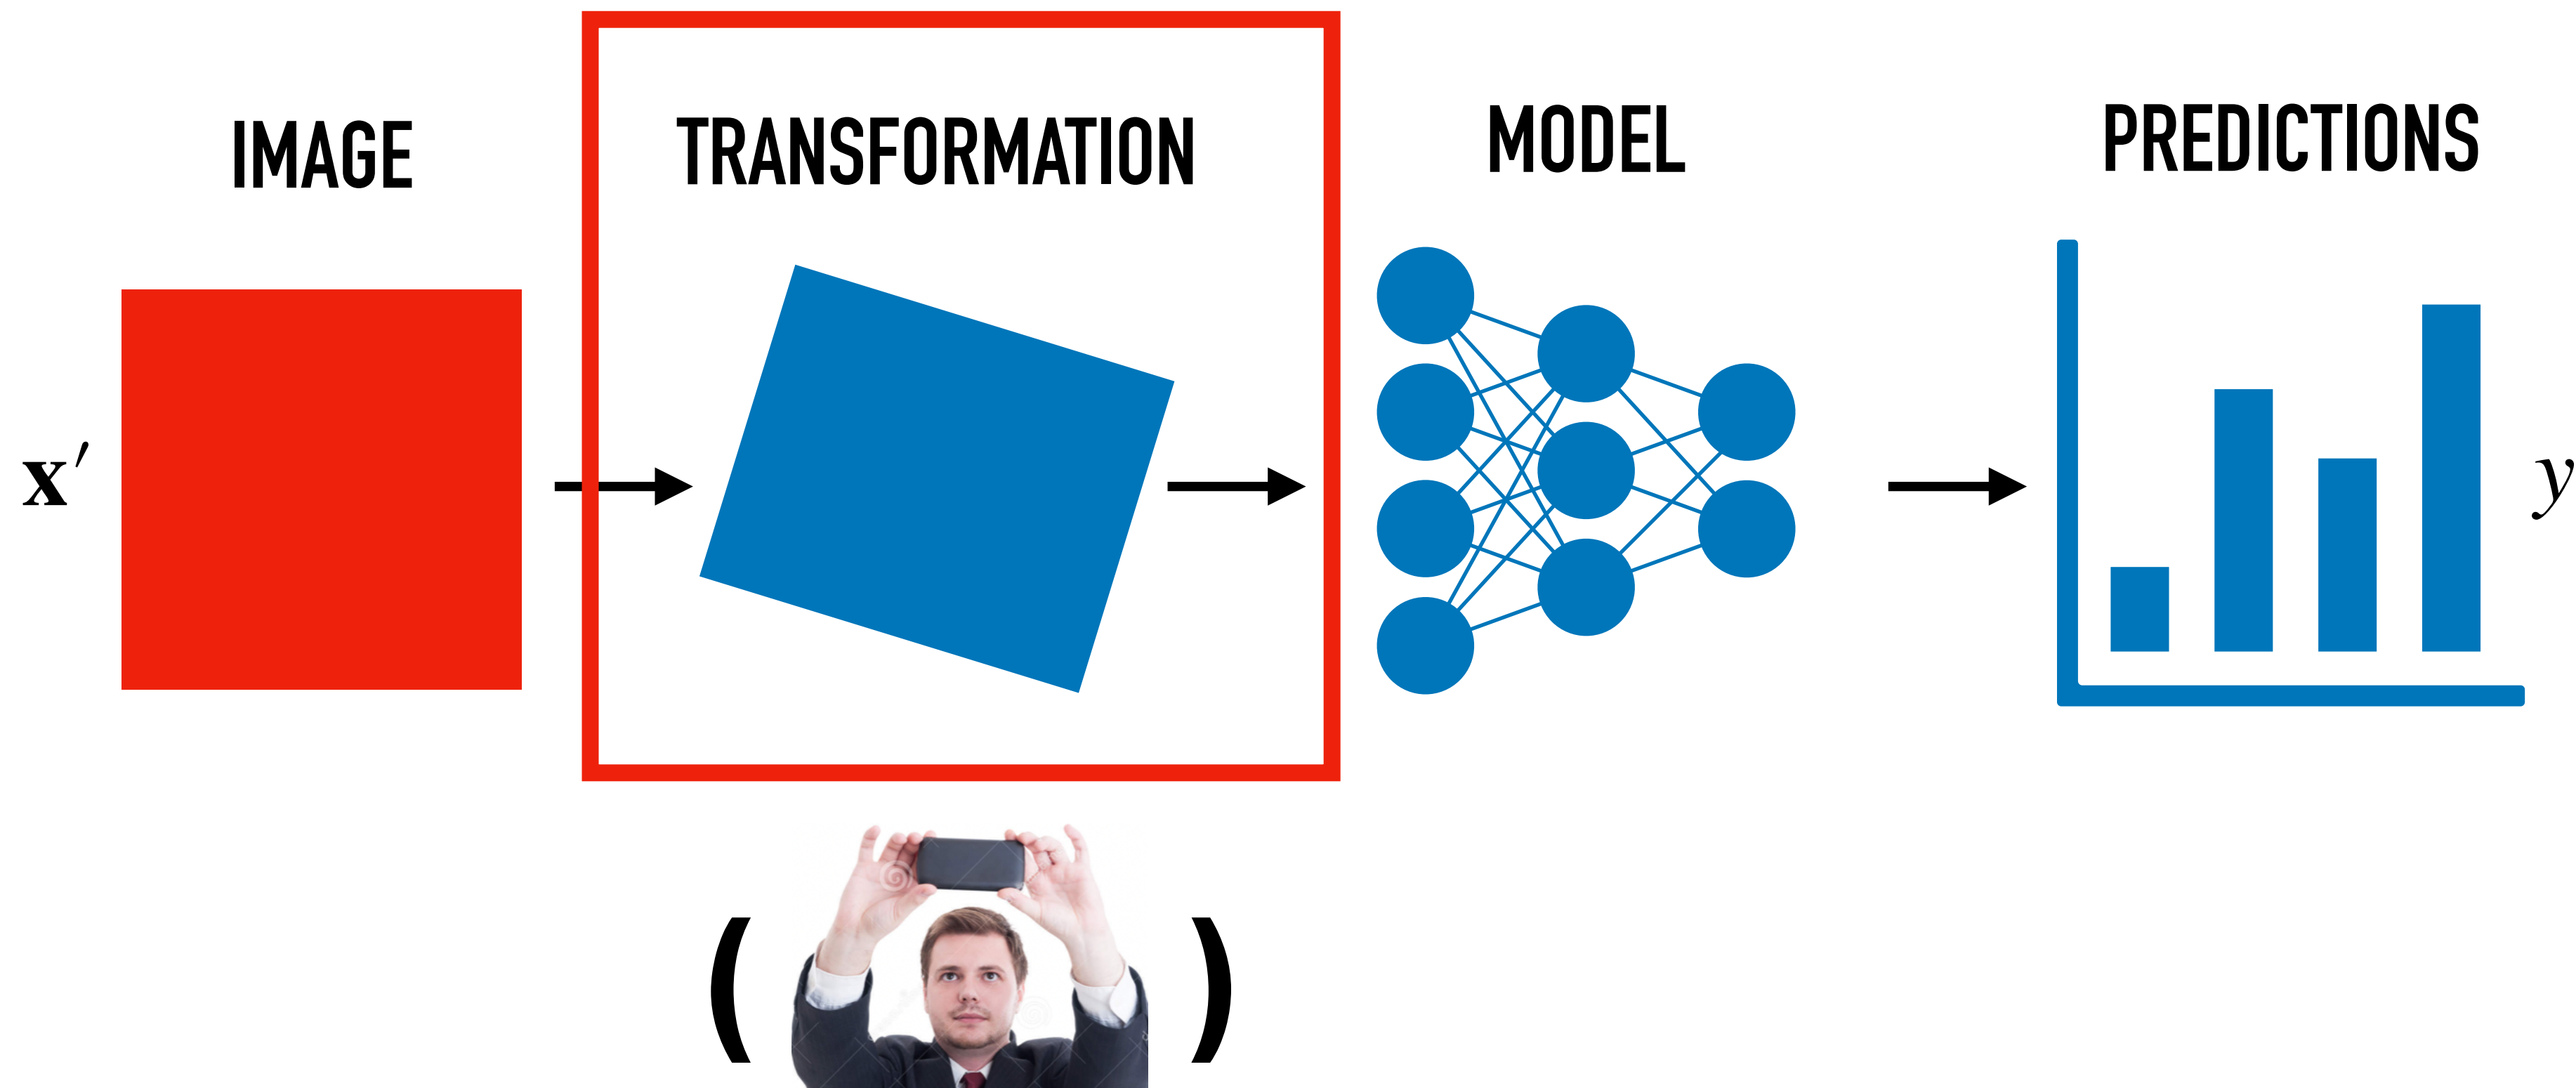 IMAGE
TRANSFORMATION
MODEL
PREDICTIONS
x′
y
( )